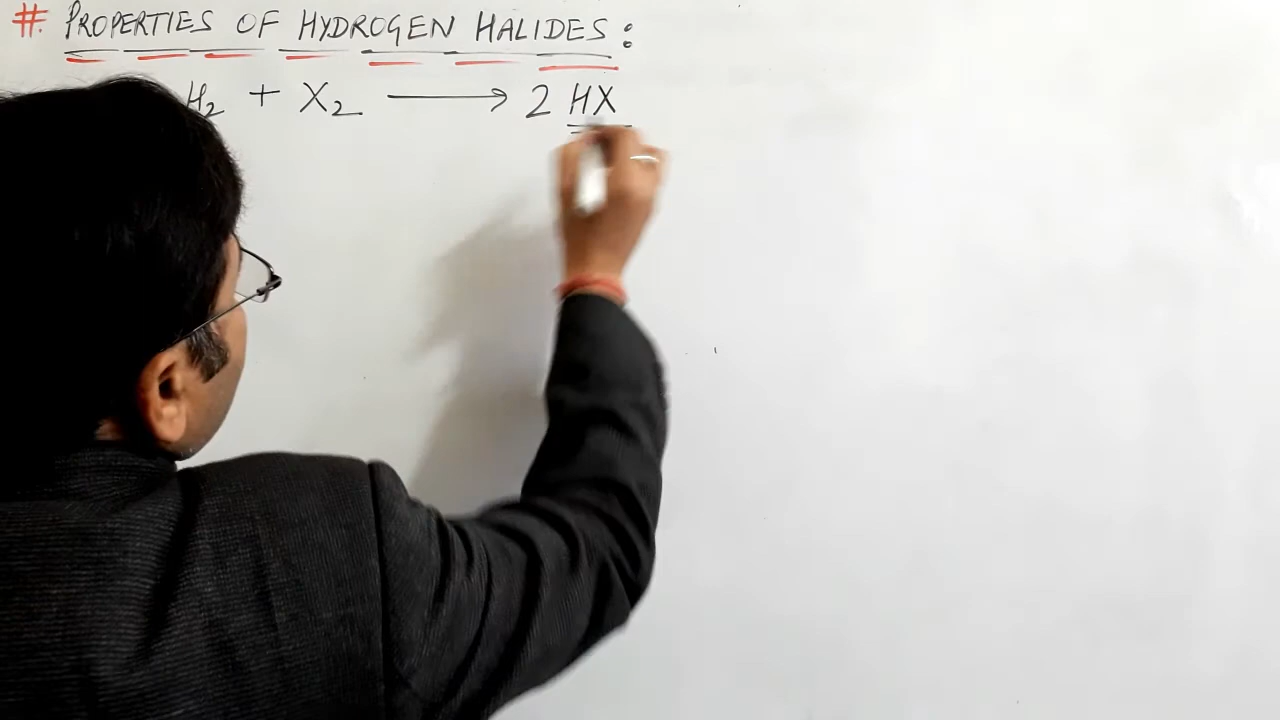 # PROPERTIES OF HYDROGEN HALIDES :
H₂ + X₂ ⟶ 2 HX